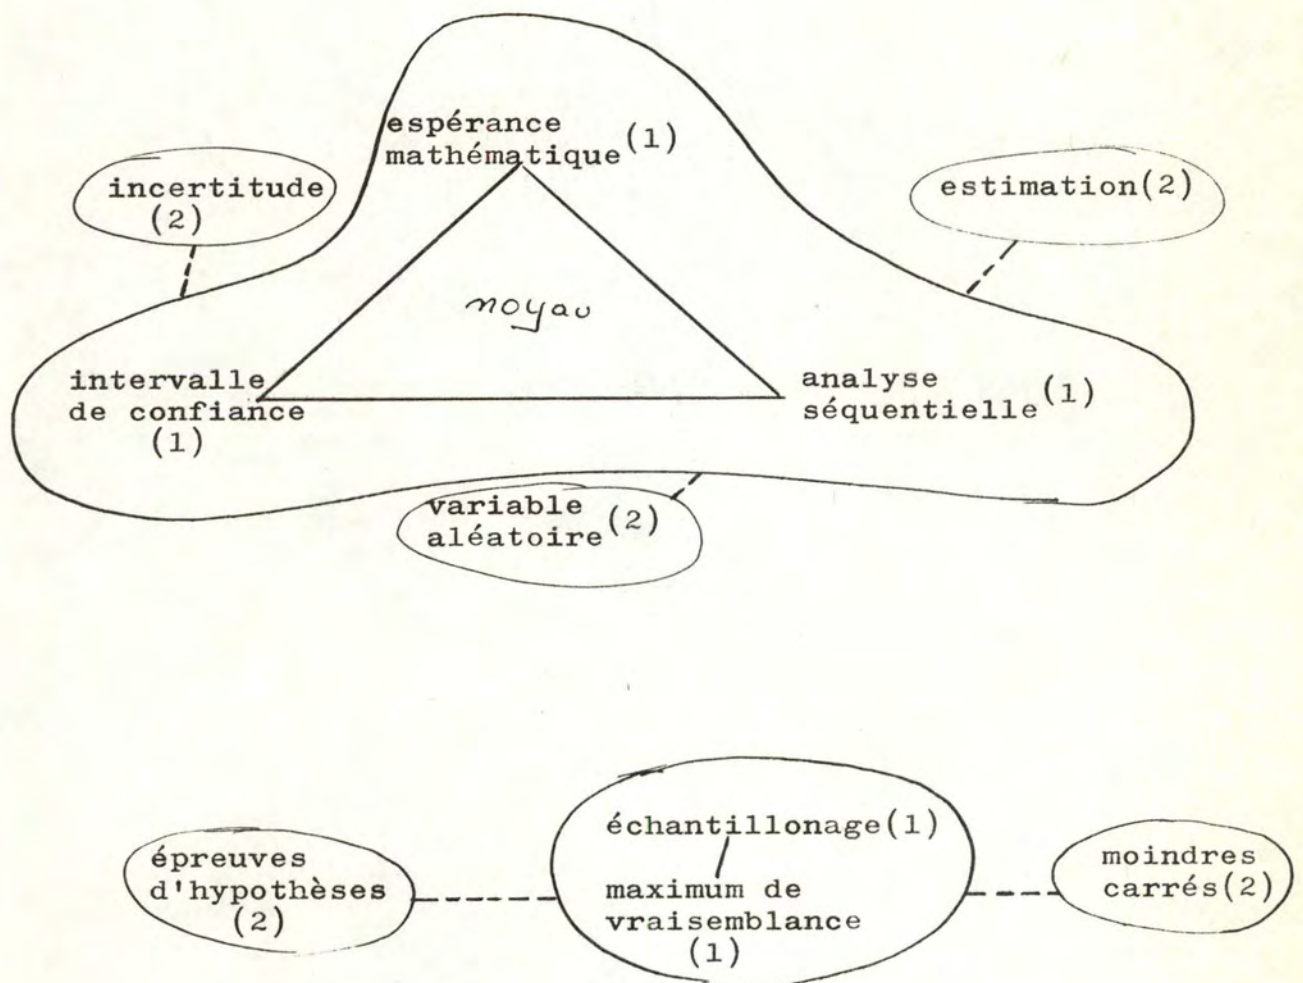 espérance
mathématique (1)
incertitude
(2)
estimation(2)
noyau
intervalle
de confiance
(1)
analyse
séquentielle (1)
variable
aléatoire (2)
échantillonage(1)
maximum de
vraisemblance
(1)
épreuves
d'hypothèses
(2)
moindres
carrés(2)